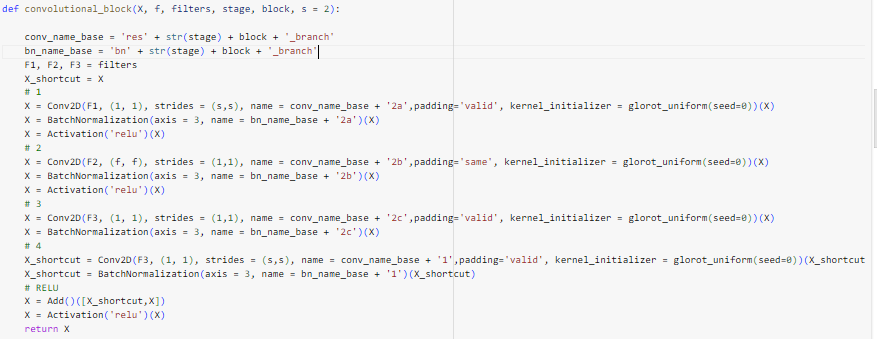 def convolutional_block(X, f, filters, stage, block, s = 2):
conv_name_base = 'res' + str(stage) + block + '_branch'
bn_name_base = 'bn' + str(stage) + block + '_branch'
F1, F2, F3 = filters
X_shortcut = X
# 1
X = Conv2D(F1, (1, 1), strides = (s,s), name = conv_name_base + '2a',padding='valid', kernel_initializer = glorot_uniform(seed=0))(X)
X = BatchNormalization(axis = 3, name = bn_name_base + '2a')(X)
X = Activation('relu')(X)
# 2
X = Conv2D(F2, (f, f), strides = (1,1), name = conv_name_base + '2b',padding='same', kernel_initializer = glorot_uniform(seed=0))(X)
X = BatchNormalization(axis = 3, name = bn_name_base + '2b')(X)
X = Activation('relu')(X)
# 3
X = Conv2D(F3, (1, 1), strides = (1,1), name = conv_name_base + '2c',padding='valid', kernel_initializer = glorot_uniform(seed=0))(X)
X = BatchNormalization(axis = 3, name = bn_name_base + '2c')(X)
# 4
X_shortcut = Conv2D(F3, (1, 1), strides = (s,s), name = conv_name_base + '1',padding='valid', kernel_initializer = glorot_uniform(seed=0))(X_shortcut
X_shortcut = BatchNormalization(axis = 3, name = bn_name_base + '1')(X_shortcut)
# RELU
X = Add()([X_shortcut,X])
X = Activation('relu')(X)
return X